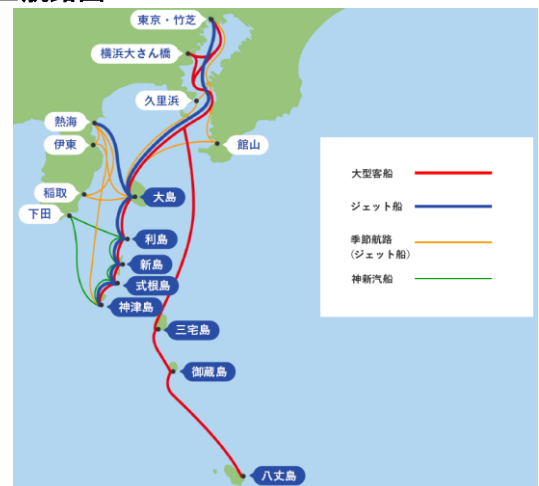 東京・竹芝
横浜大さん橋
久里浜
熱海
伊東
館山
稲取
下田
大島
利島
新島
式根島
神津島
三宅島
御蔵島
八丈島
大型客船
ジェット船
季節航路
(ジェット船)
神新汽船